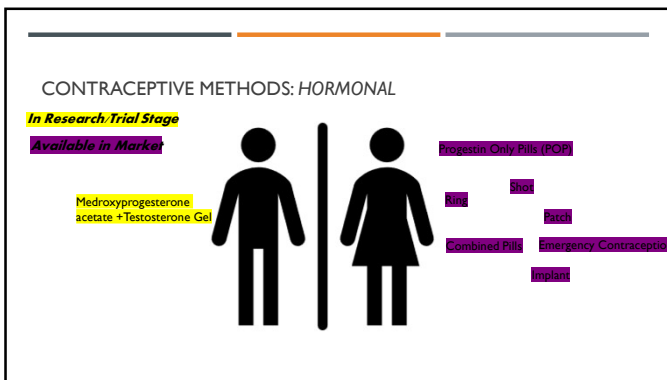 CONTRACEPTIVE METHODS: HORMONAL
In Research/Trial Stage
Available in Market
Medroxyprogesterone
acetate +Testosterone Gel
Progestin Only Pills (POP)
Shot
Ring
Patch
Combined Pills
Emergency Contraceptio
Implant